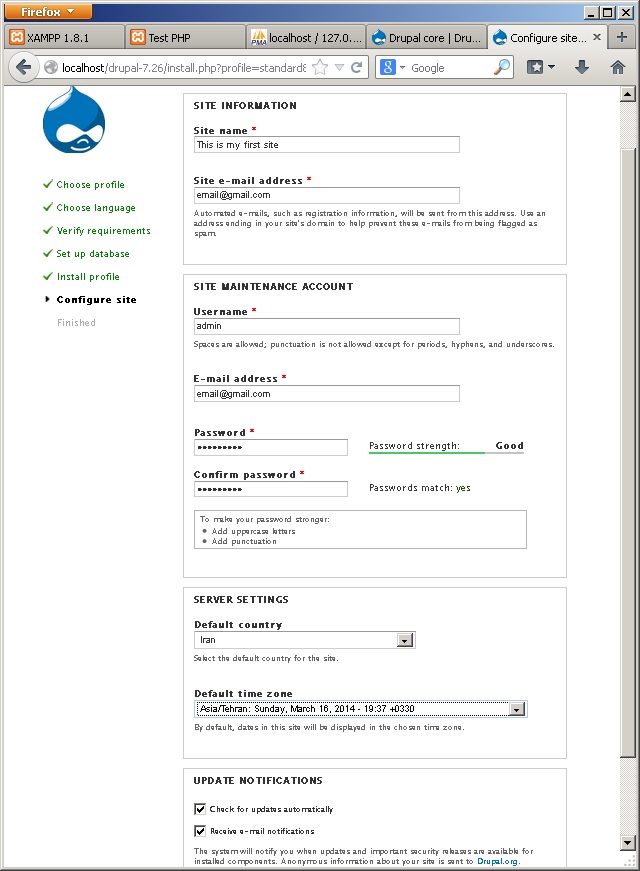 Firefox
XAMPP 1.8.1
Test PHP
localhost / 127.0....
Drupal core | Dru...
Configure site...
localhost/drupal-7.26/install.php?profile=standard&
Google
Choose profile
Choose language
Verify requirements
Set up database
Install profile
Configure site
Finished
SITE INFORMATION
Site name *
This is my first site
Site e-mail address *
email@gmail.com
Automated e-mails, such as registration information, will be sent from this address. Use an
address ending in your site's domain to help prevent these e-mails from being flagged as
spam.
SITE MAINTENANCE ACCOUNT
Username *
admin
Spaces are allowed; punctuation is not allowed except for periods, hyphens, and underscores.
E-mail address *
email@gmail.com
Password *
•••••••••
Password strength: Good
Confirm password *
•••••••••
Passwords match: yes
To make your password stronger:
• Add uppercase letters
• Add punctuation
SERVER SETTINGS
Default country
Iran
Select the default country for the site.
Default time zone
Asia/Tehran: Sunday, March 16, 2014 - 19:37 +0330
By default, dates in this site will be displayed in the chosen time zone.
UPDATE NOTIFICATIONS
Check for updates automatically
Receive e-mail notifications
The system will notify you when updates and important security releases are available for
installed components. Anonymous information about your site is sent to Drupal.org.